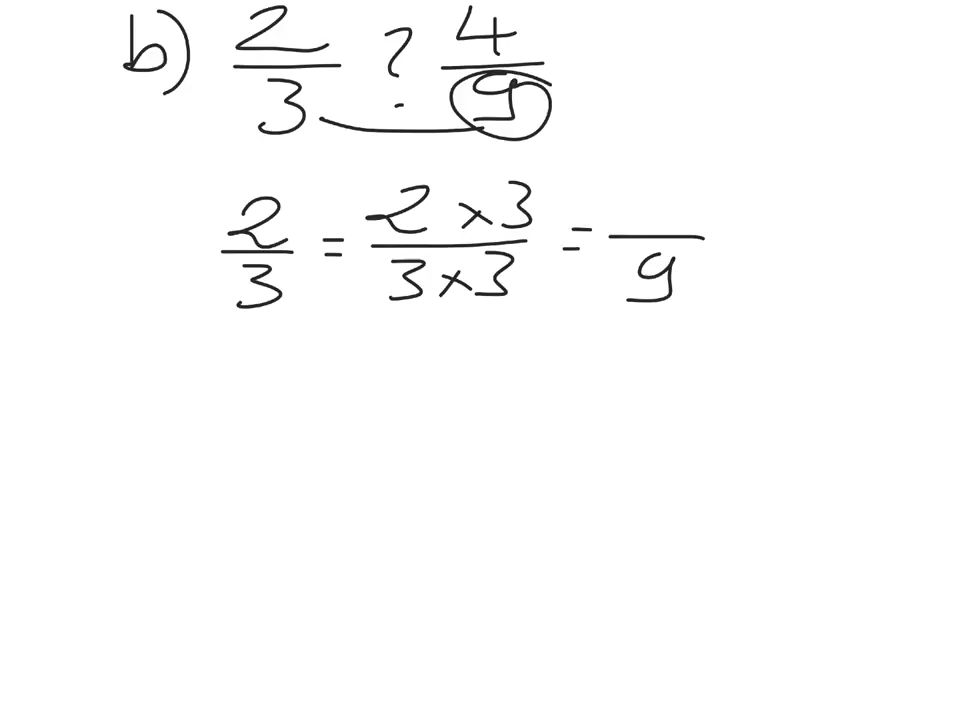 b) 2/3 ? 4/9
2/3 = 2 × 3/3 × 3 = /9